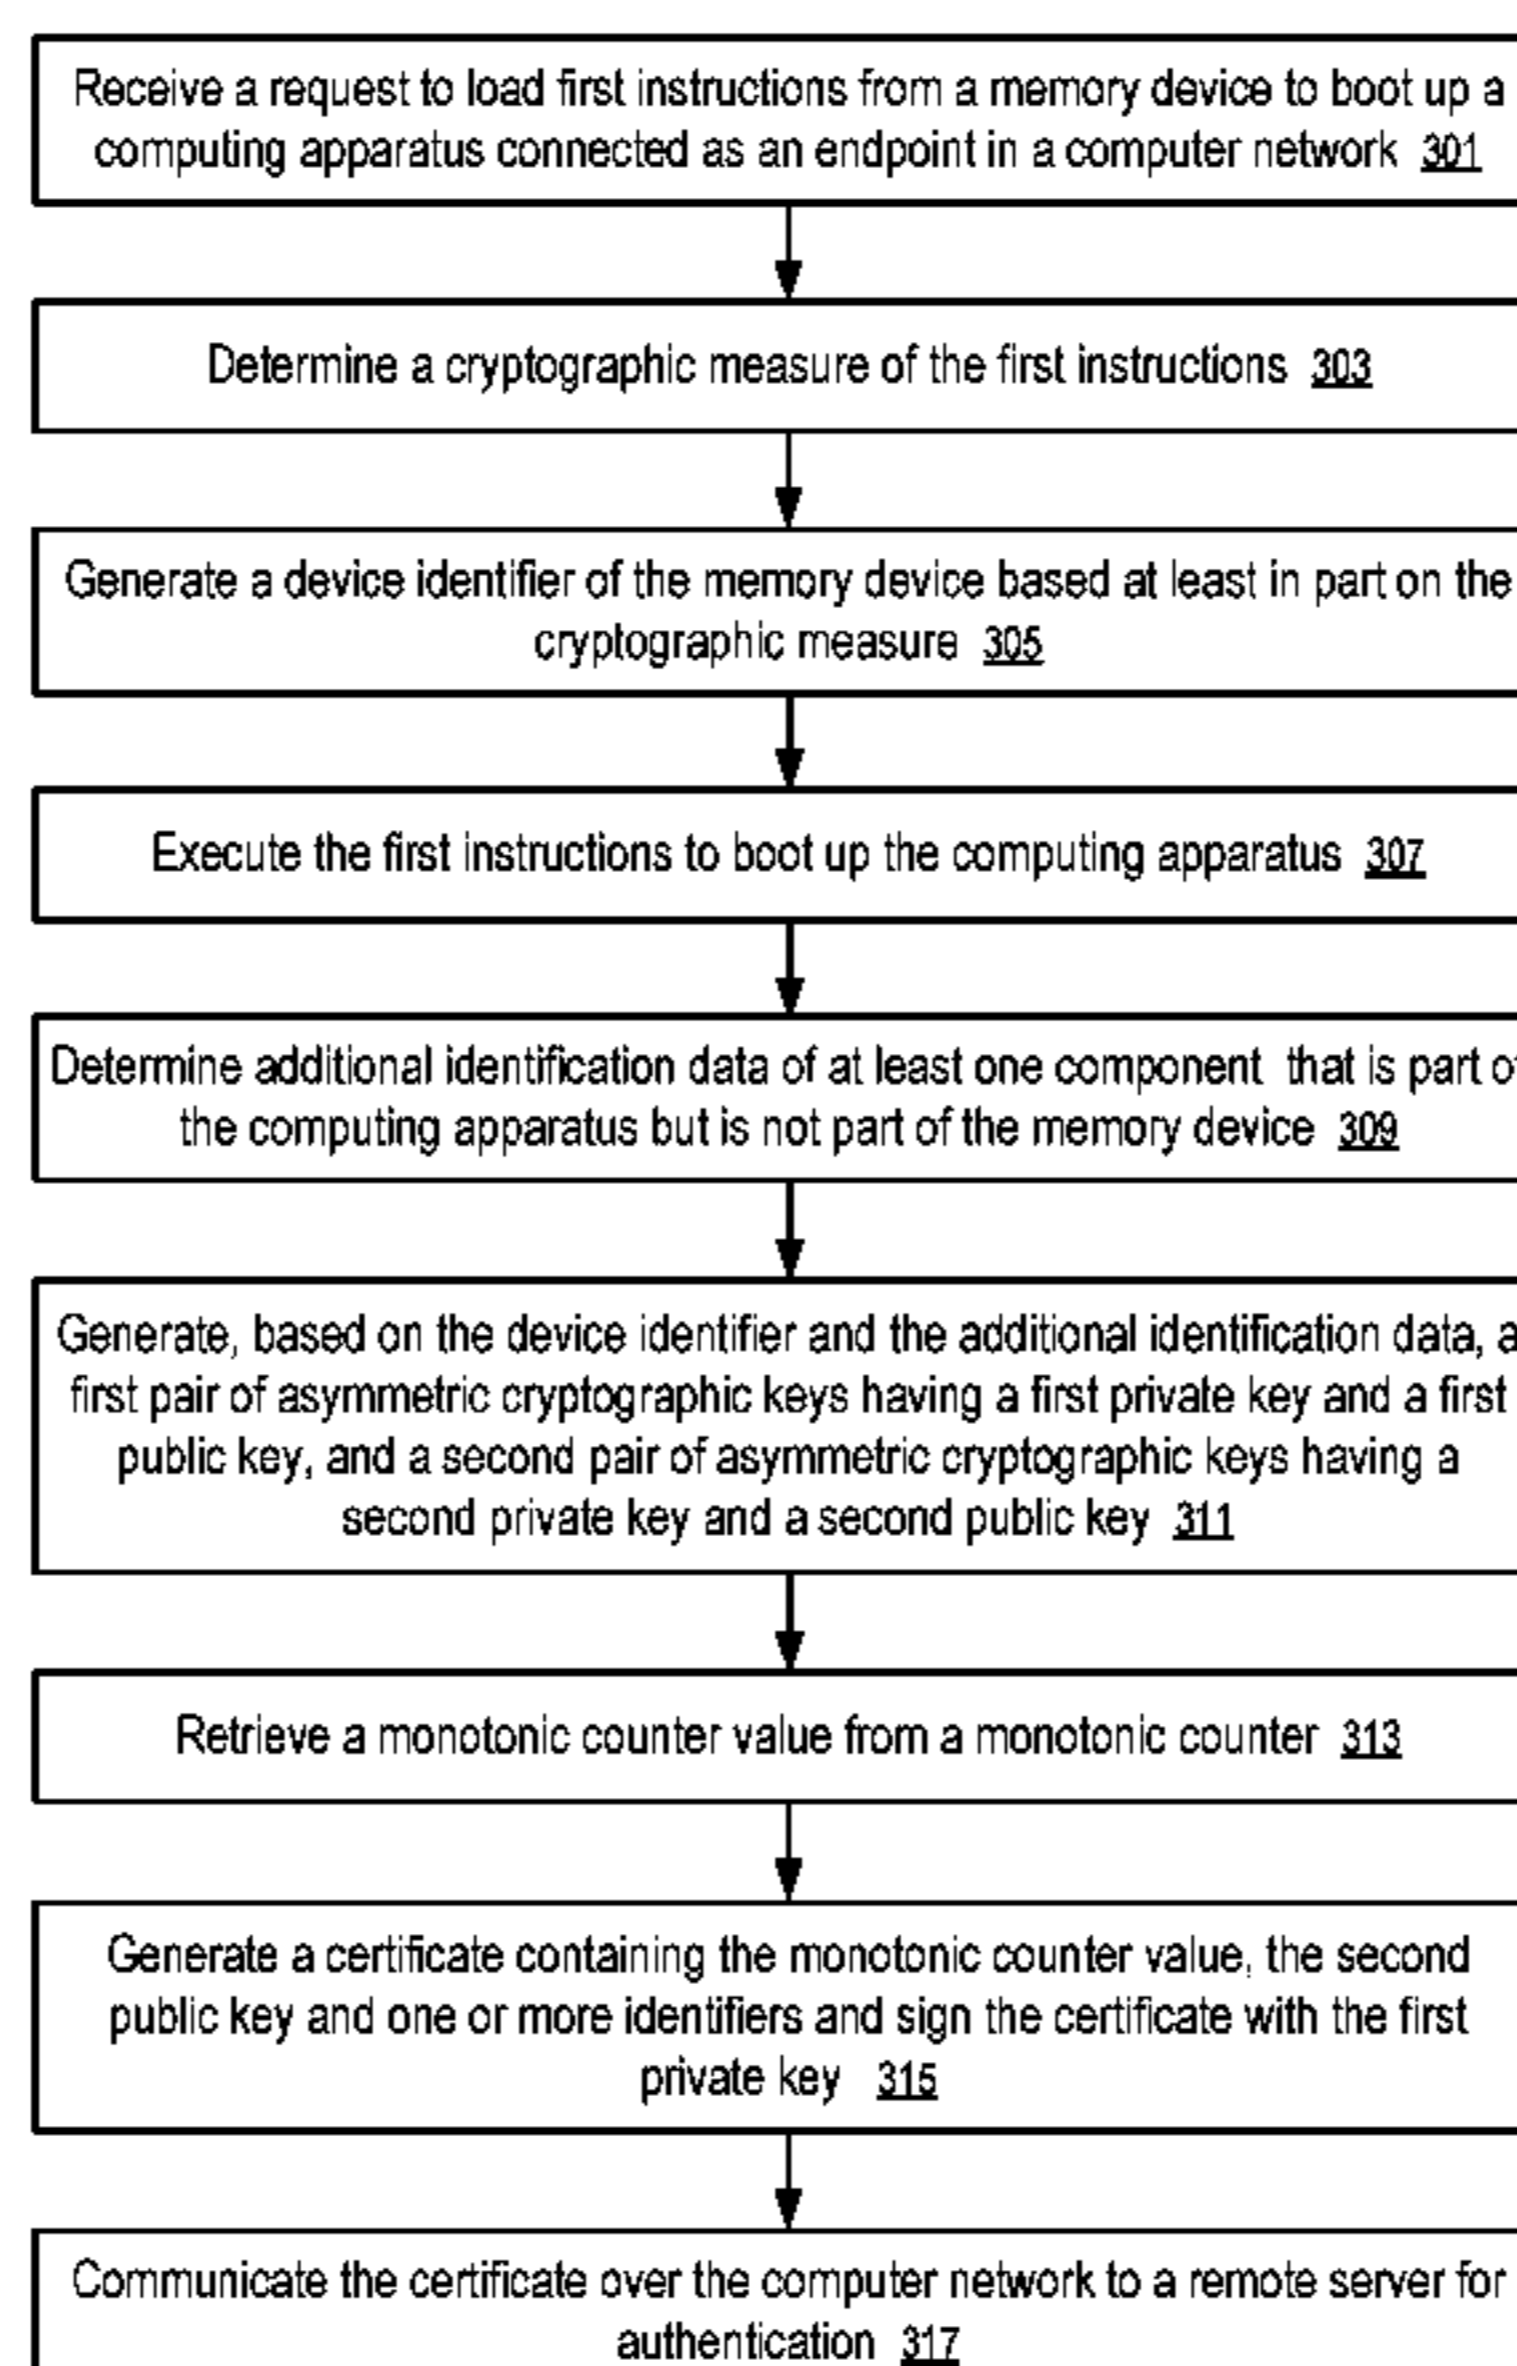 Receive a request to load first instructions from a memory device to boot up a
computing apparatus connected as an endpoint in a computer network 301
Determine a cryptographic measure of the first instructions 303
Generate a device identifier of the memory device based at least in part on the
cryptographic measure 305
Execute the first instructions to boot up the computing apparatus 307
Determine additional identification data of at least one component that is part of
the computing apparatus but is not part of the memory device 309
Generate, based on the device identifier and the additional identification data, a
first pair of asymmetric cryptographic keys having a first private key and a first
public key, and a second pair of asymmetric cryptographic keys having a
second private key and a second public key 311
Retrieve a monotonic counter value from a monotonic counter 313
Generate a certificate containing the monotonic counter value, the second
public key and one or more identifiers and sign the certificate with the first
private key 315
Communicate the certificate over the computer network to a remote server for
authentication 317